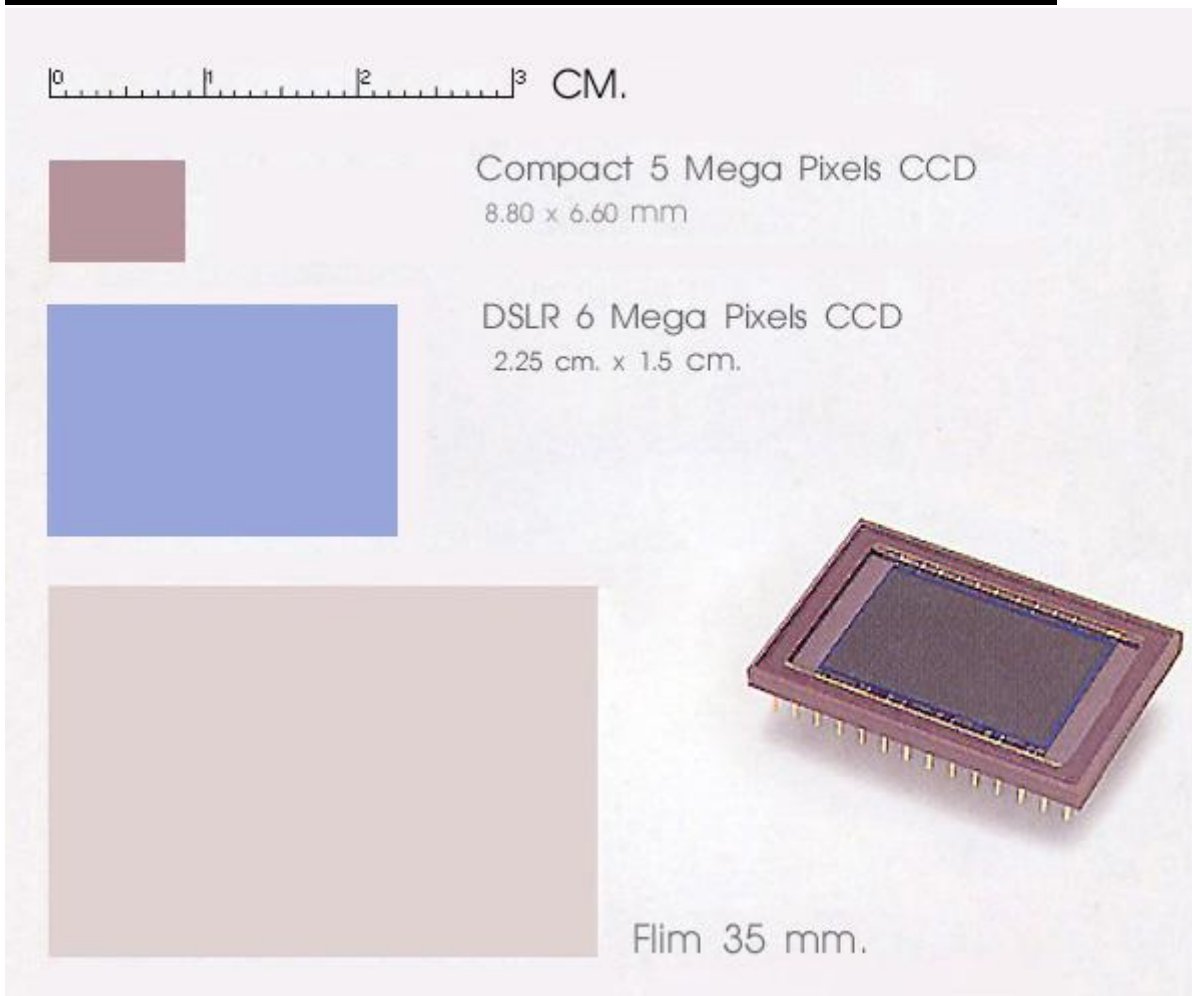 0 1 2 3 CM.
Compact 5 Mega Pixels CCD
8.80 x 6.60 mm
DSLR 6 Mega Pixels CCD
2.25 cm. x 1.5 cm.
Flim 35 mm.